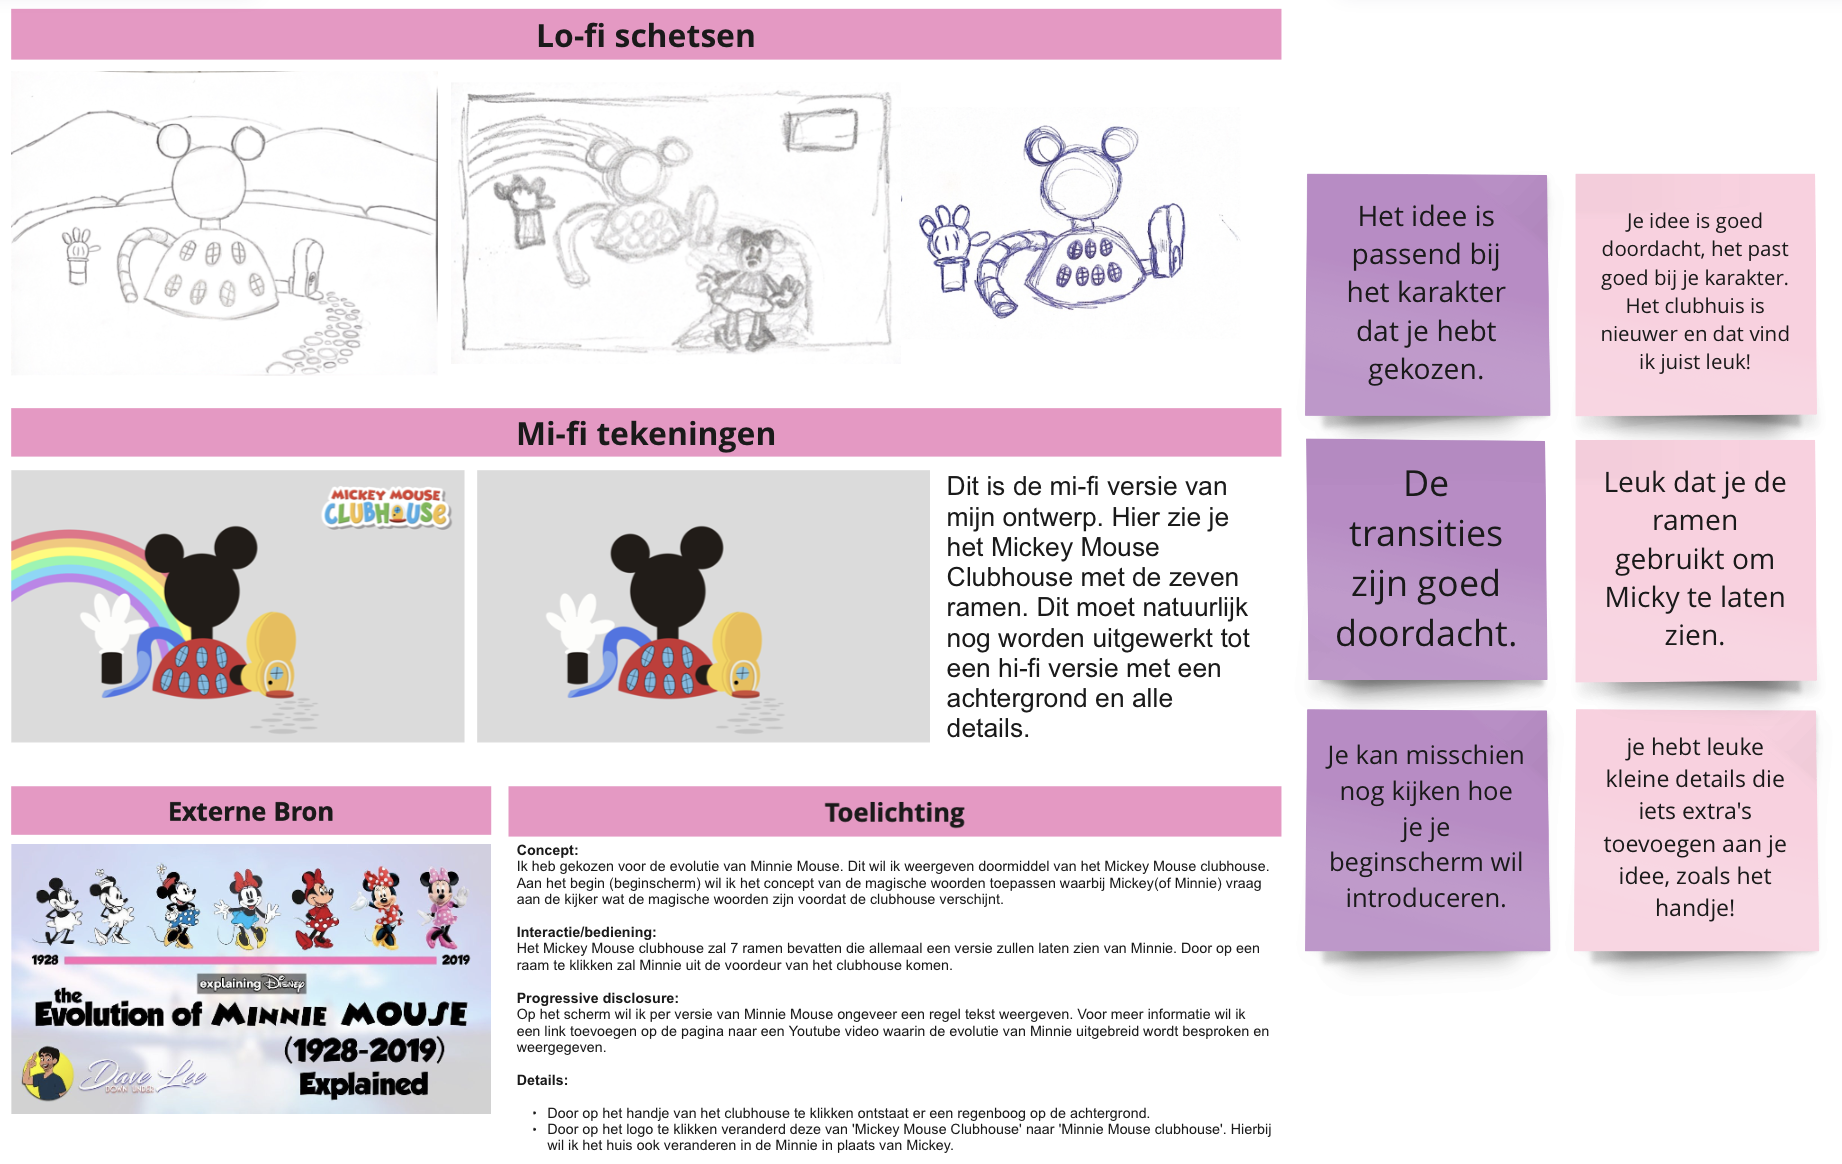 Lo-fi schetsen
Mi-fi tekeningen
MICKEY MOUSE
CLUBHOUSE
Dit is de mi-fi versie van
mijn ontwerp. Hier zie je
het Mickey Mouse
Clubhouse met de zeven
ramen. Dit moet natuurlijk
nog worden uitgewerkt tot
een hi-fi versie met een
achtergrond en alle
details.
Externe Bron
1928
2019
explaining Disney
the
Evolution of MINNIE MOUSE
(1928-2019)
Explained
Dave Lee
DOWN UNDER
Toelichting
Concept:
Ik heb gekozen voor de evolutie van Minnie Mouse. Dit wil ik weergeven doormiddel van het Mickey Mouse clubhouse.
Aan het begin (beginscherm) wil ik het concept van de magische woorden toepassen waarbij Mickey(of Minnie) vraag
aan de kijker wat de magische woorden zijn voordat de clubhouse verschijnt.
Interactie/bediening:
Het Mickey Mouse clubhouse zal 7 ramen bevatten die allemaal een versie zullen laten zien van Minnie. Door op een
raam te klikken zal Minnie uit de voordeur van het clubhouse komen.
Progressive disclosure:
Op het scherm wil ik per versie van Minnie Mouse ongeveer een regel tekst weergeven. Voor meer informatie wil ik
een link toevoegen op de pagina naar een Youtube video waarin de evolutie van Minnie uitgebreid wordt besproken en
weergegeven.
Details:
• Door op het handje van het clubhouse te klikken ontstaat er een regenboog op de achtergrond.
• Door op het logo te klikken veranderd deze van 'Mickey Mouse Clubhouse' naar 'Minnie Mouse clubhouse'. Hierbij
wil ik het huis ook veranderen in de Minnie in plaats van Mickey.
Het idee is
passend bij
het karakter
dat je hebt
gekozen.
Je idee is goed
doordacht, het past
goed bij je karakter.
Het clubhuis is
nieuwer en dat vind
ik juist leuk!
De
transities
zijn goed
doordacht.
Leuk dat je de
ramen
gebruikt om
Micky te laten
zien.
Je kan misschien
nog kijken hoe
je je
beginscherm wil
introduceren.
je hebt leuke
kleine details die
iets extra's
toevoegen aan je
idee, zoals het
handje!